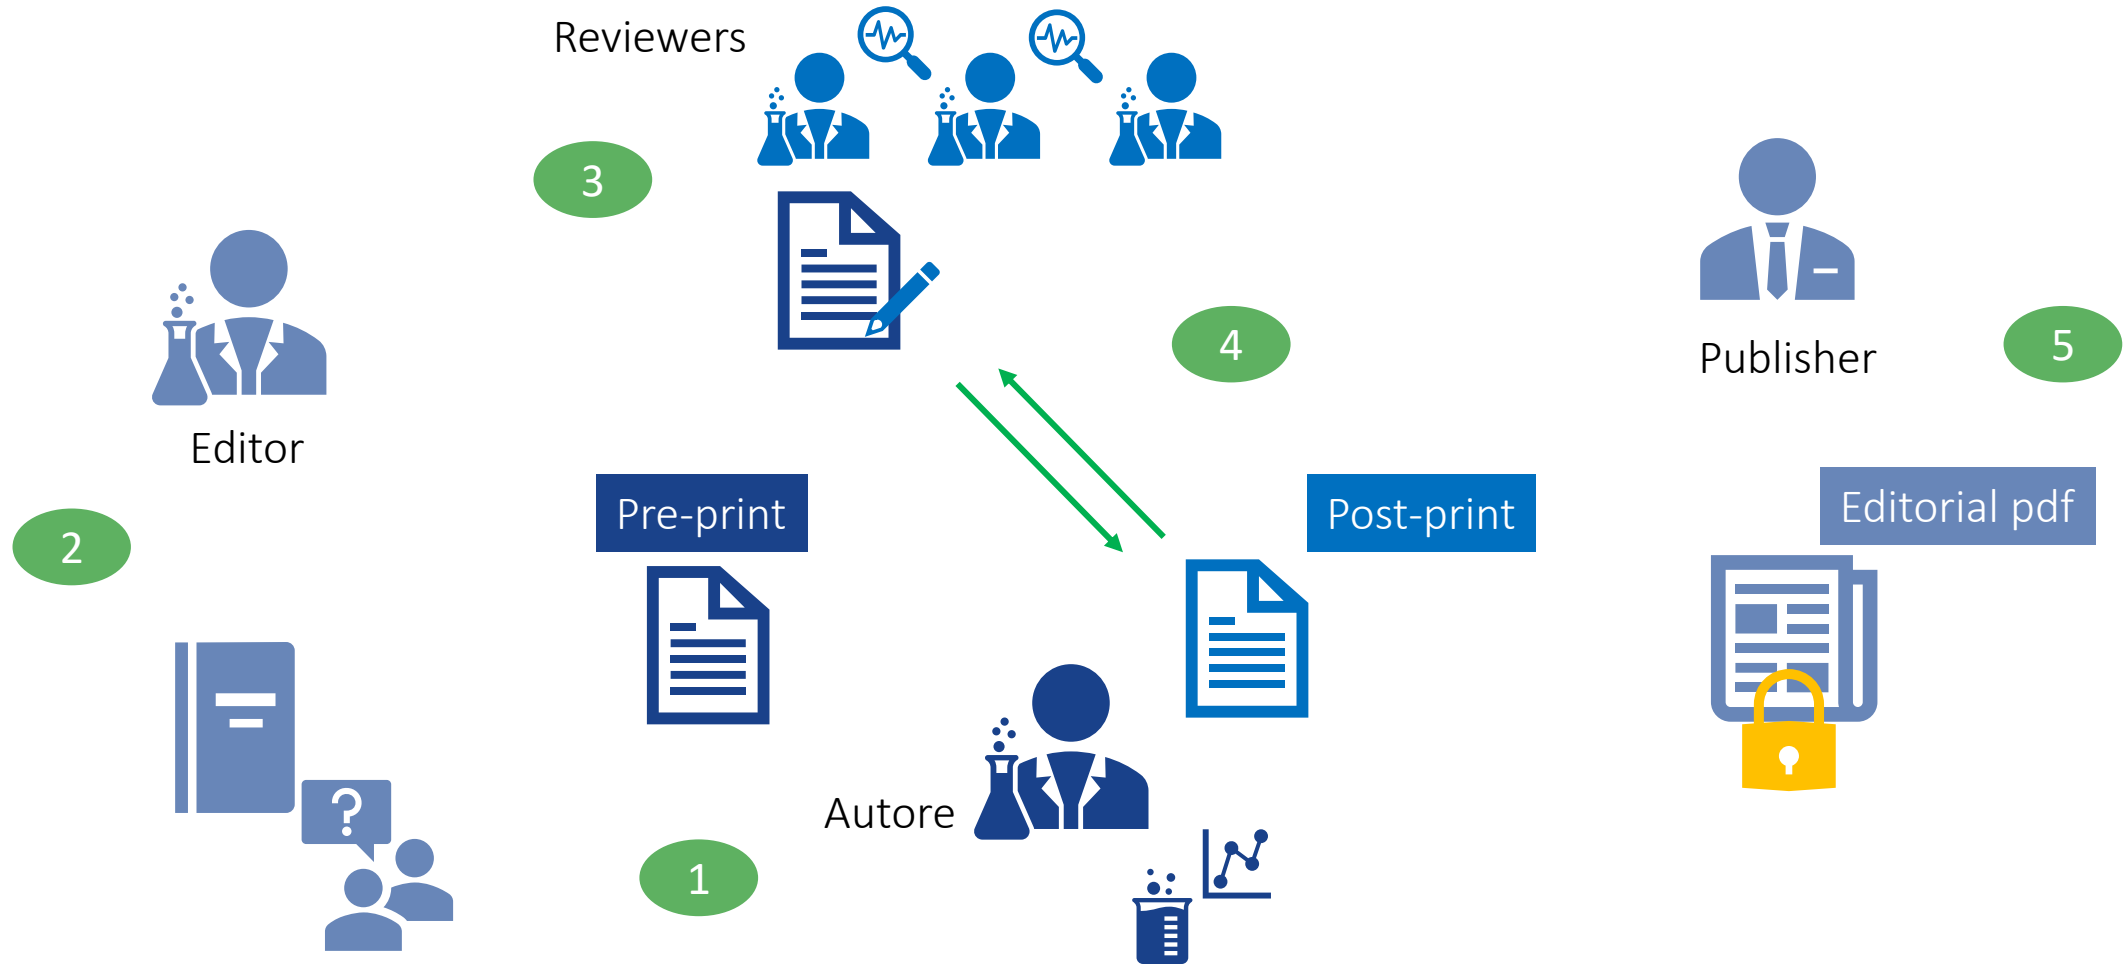 Reviewers
3
4
Publisher
5
Editor
2
Pre-print
Post-print
Editorial pdf
?
Autore
1